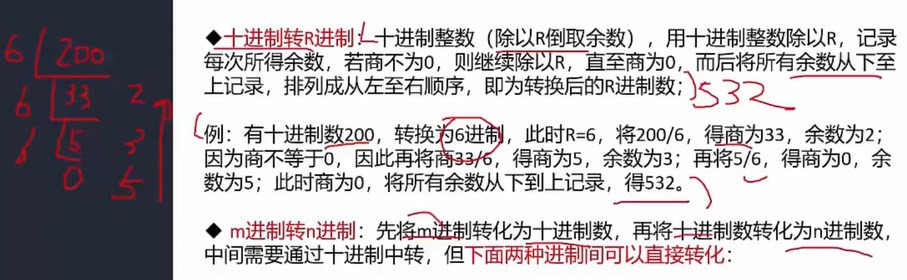 6 200
6 33 2
6 5 3
0 5
◆十进制转R进制:十进制整数(除以R倒取余数),用十进制整数除以R,记录
每次所得余数,若商不为0,则继续除以R,直至商为0,而后将所有余数从下至
上记录,排列成从左至右顺序,即为转换后的R进制数;
532
例:有十进制数200,转换为6进制,此时R=6,将200/6,得商为33,余数为2;
因为商不等于0,因此再将商33/6,得商为5,余数为3;再将5/6,得商为0,余
数为5;此时商为0,将所有余数从下到上记录,得532。
◆ m进制转n进制:先将m进制转化为十进制数,再将十进制数转化为n进制数,
中间需要通过十进制中转,但下面两种进制间可以直接转化: